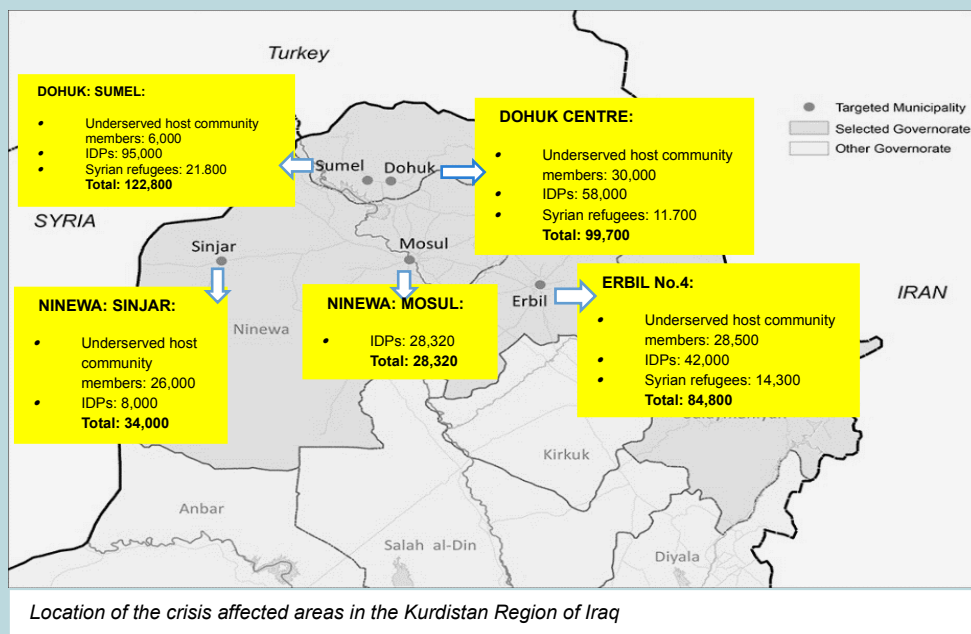 Turkey
DOHUK: SUMEL:
• Underserved host community
members: 6,000
• IDPs: 95,000
• Syrian refugees: 21.800
Total: 122,800
DOHUK CENTRE:
• Underserved host community
members: 30,000
• IDPs: 58,000
• Syrian refugees: 11.700
Total: 99,700
Targeted Municipality
Selected Governorate
Other Governorate
Sumel
Dohuk
SYRIA
Sinjar
Mosul
Erbil
IRAN
NINEWA: SINJAR:
• Underserved host
community
members: 26,000
• IDPs: 8,000
Total: 34,000
Ninewa
NINEWA: MOSUL:
• IDPs: 28,320
Total: 28,320
ERBIL No.4:
• Underserved host community
members: 28,500
• IDPs: 42,000
• Syrian refugees: 14,300
Total: 84,800
Kirkuk
Anbar
Salah al-Din
Diyala
Location of the crisis affected areas in the Kurdistan Region of Iraq